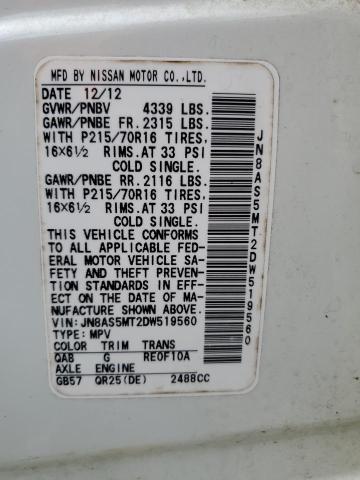 MFD BY NISSAN MOTOR CO.,LTD.
DATE 12/12
GVWR/PNBV 4339 LBS.
GAWR/PNBE FR. 2315 LBS.
WITH P215/70R16 TIRES,
16×6½ RIMS. AT 33 PSI
COLD SINGLE.
GAWR/PNBE RR. 2116 LBS.
WITH P215/70R16 TIRES,
16×6½ RIMS. AT 33 PSI
COLD SINGLE.
THIS VEHICLE CONFORMS
TO ALL APPLICABLE FED-
ERAL MOTOR VEHICLE SA-
FETY AND THEFT PREVEN-
TION STANDARDS IN EFFECT
ON THE DATE OF MA-
NUFACTURE SHOWN ABOVE.
VIN:JN8AS5MT2DW519560
TYPE: MPV
COLOR TRIM TRANS
QAB G RE0F10A
AXLE ENGINE
GB57 QR25(DE) 2488CC
JN8AS5MT2DW519560